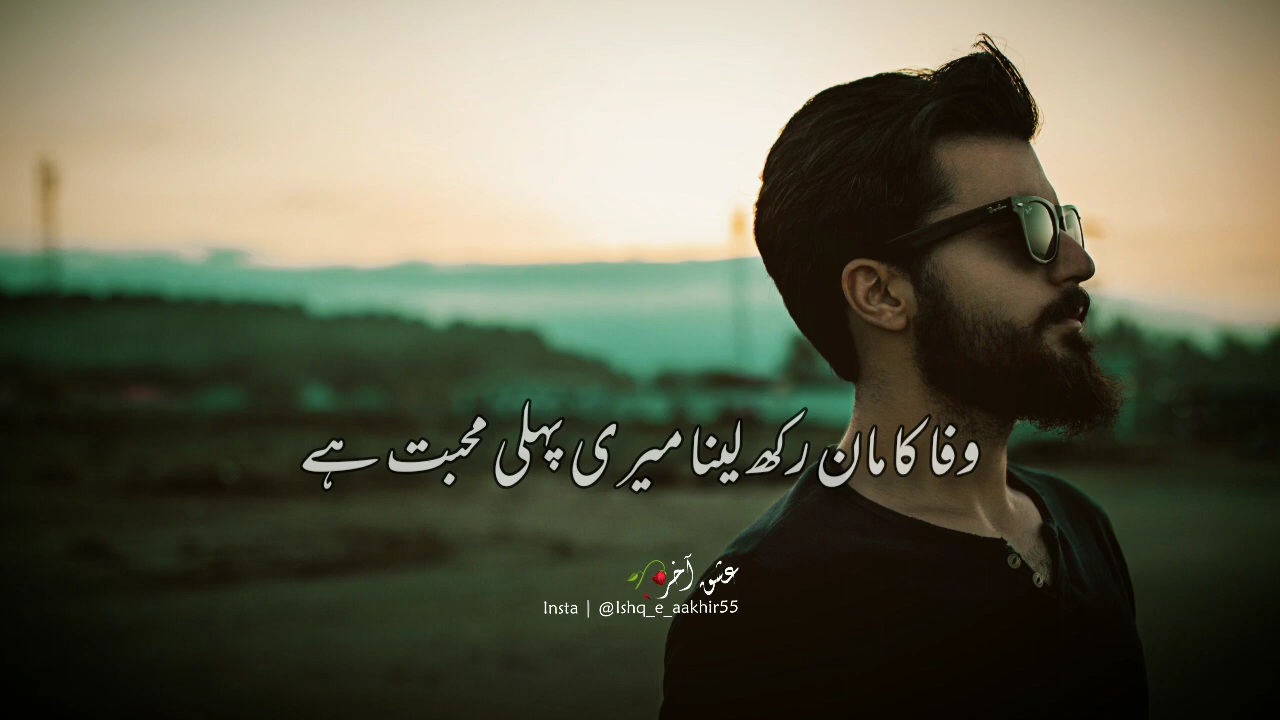 وفا کا مان رکھ لینا میری پہلی محبت ہے
عشق آخر
Insta | @Ishq_e_aakhir55